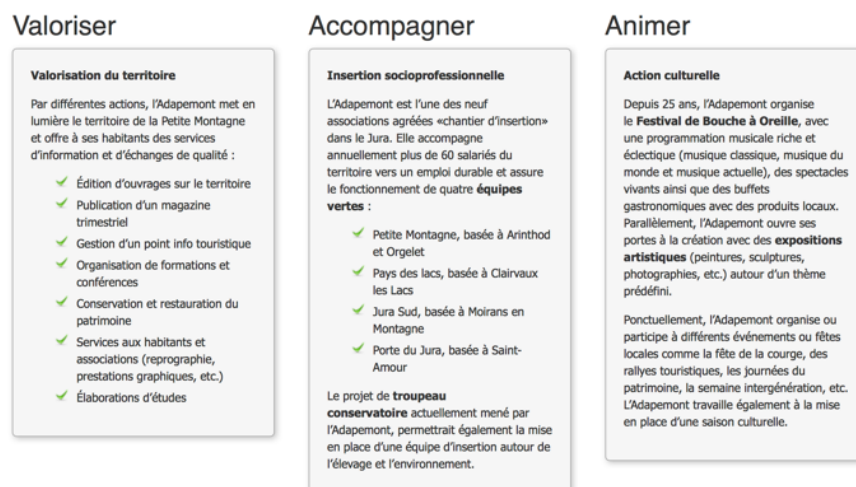 Valoriser
Valorisation du territoire
Par différentes actions, l'Adapemont met en
lumière le territoire de la Petite Montagne
et offre à ses habitants des services
d'information et d'échanges de qualité :
Édition d'ouvrages sur le territoire
Publication d'un magazine
trimestriel
Gestion d'un point info touristique
Organisation de formations et
conférences
Conservation et restauration du
patrimoine
Services aux habitants et
associations (reprographie,
prestations graphiques, etc.)
Élaborations d'études
Accompagner
Insertion socioprofessionnelle
L'Adapemont est l'une des neuf
associations agréées «chantier d'insertion»
dans le Jura. Elle accompagne
annuellement plus de 60 salariés du
territoire vers un emploi durable et assure
le fonctionnement de quatre équipes
vertes :
Petite Montagne, basée à Arinthod
et Orgelet
Pays des lacs, basée à Clairvaux
les Lacs
Jura Sud, basée à Moirans en
Montagne
Porte du Jura, basée à Saint-
Amour
Le projet de troupeau
conservatoire actuellement mené par
l'Adapemont, permettrait également la mise
en place d'une équipe d'insertion autour de
l'élevage et l'environnement.
Animer
Action culturelle
Depuis 25 ans, l'Adapemont organise
le Festival de Bouche à Oreille, avec
une programmation musicale riche et
éclectique (musique classique, musique du
monde et musique actuelle), des spectacles
vivants ainsi que des buffets
gastronomiques avec des produits locaux.
Parallèlement, l'Adapemont ouvre ses
portes à la création avec des expositions
artistiques (peintures, sculptures,
photographies, etc.) autour d'un thème
prédéfini.
Ponctuellement, l'Adapemont organise ou
participe à différents événements ou fêtes
locales comme la fête de la courge, des
rallyes touristiques, les journées du
patrimoine, la semaine intergénération, etc.
L'Adapemont travaille également à la mise
en place d'une saison culturelle.